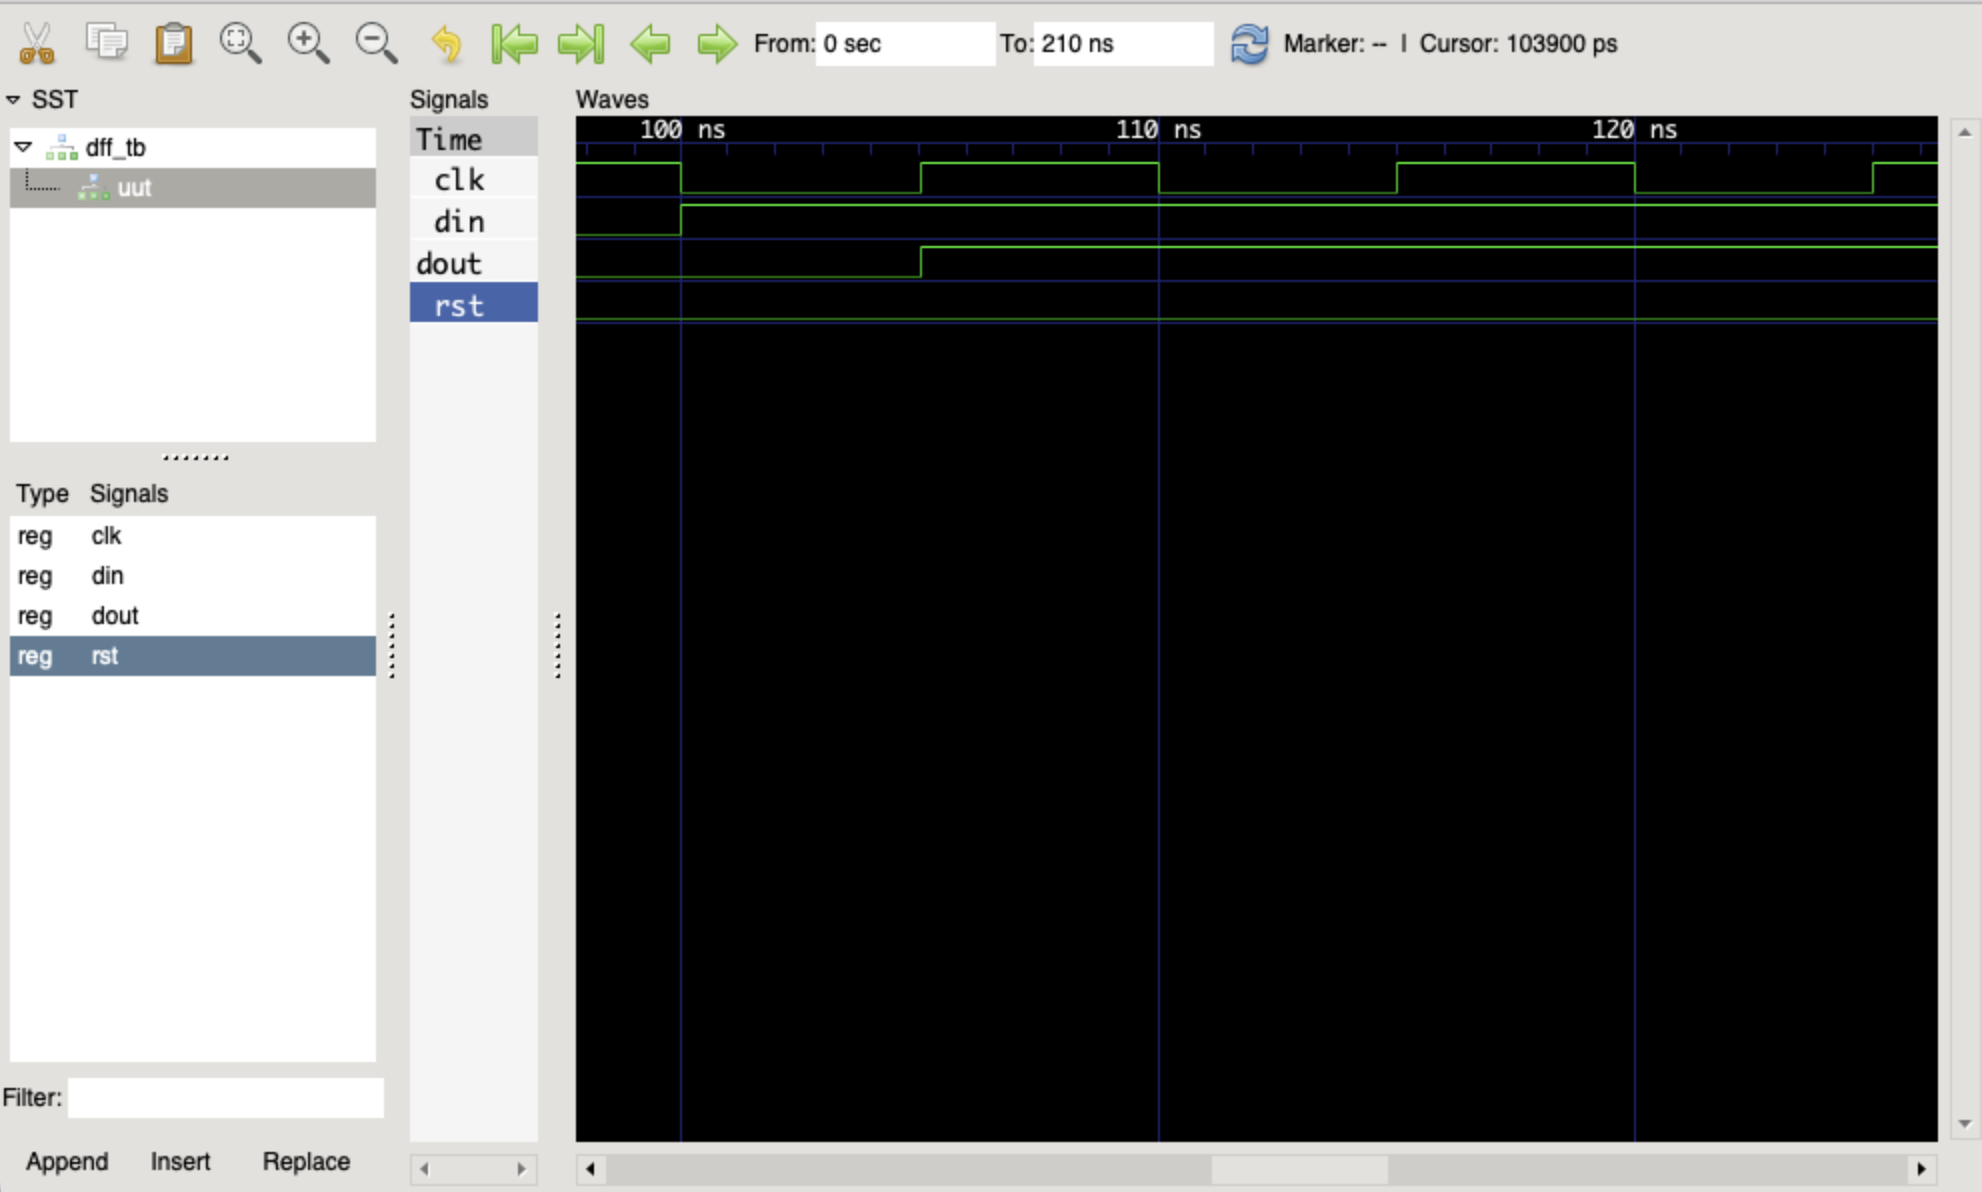 From: 0 sec To: 210 ns Marker: -- | Cursor: 103900 ps
SST
dff_tb
uut
Type Signals
reg clk
reg din
reg dout
reg rst
Filter:
Append Insert Replace
Signals
Time
clk
din
dout
rst
Waves
100 ns 110 ns 120 ns